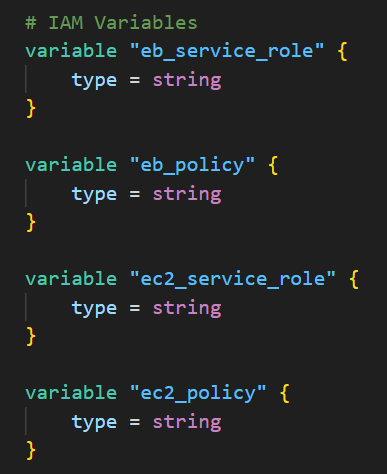 # IAM Variables
variable "eb_service_role" {
    type = string
}
variable "eb_policy" {
    type = string
}
variable "ec2_service_role" {
    type = string
}
variable "ec2_policy" {
    type = string
}